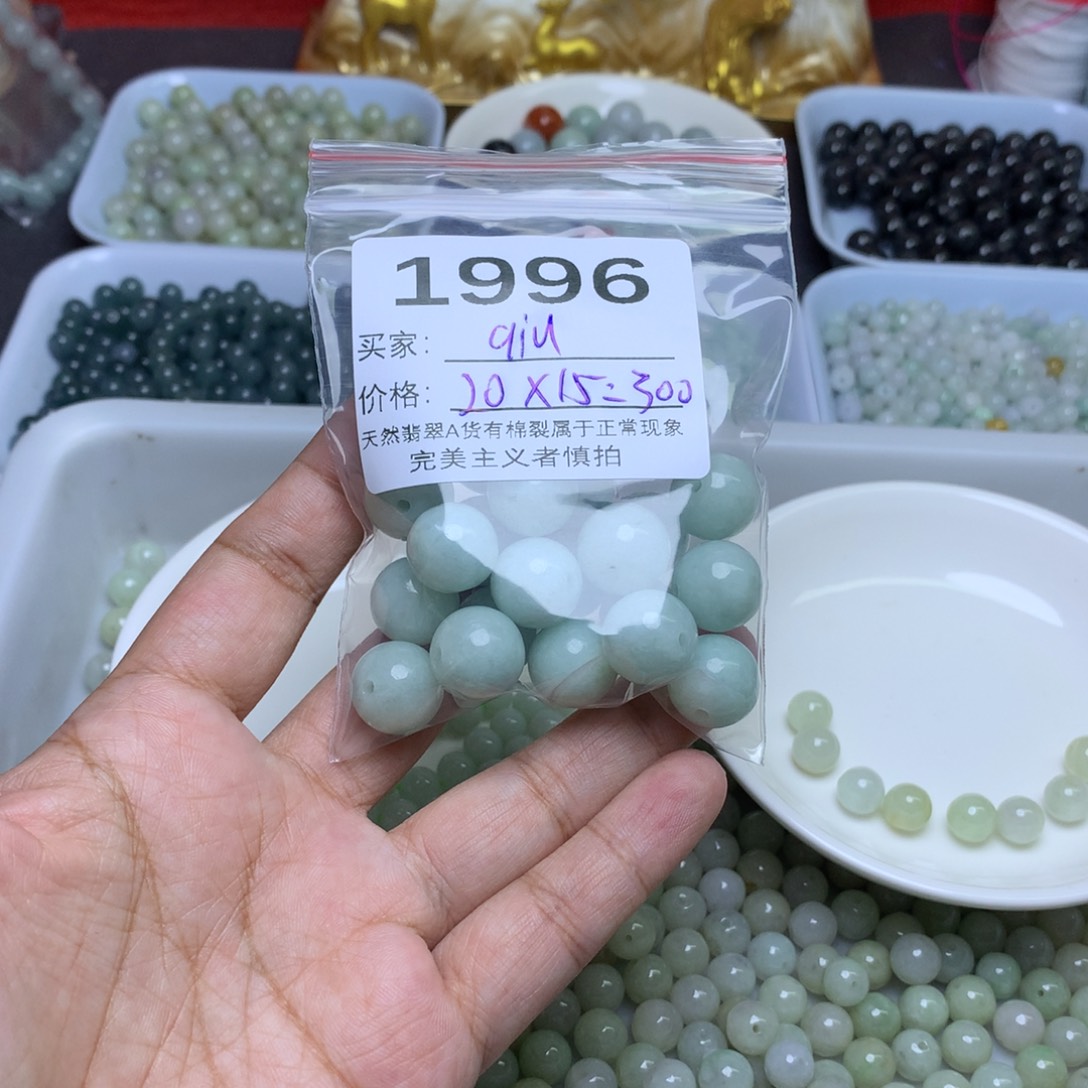 1996
买家: qiu
价格: 20 X 15 = 300
天然翡翠A货有棉裂属于正常现象
完美主义者慎拍